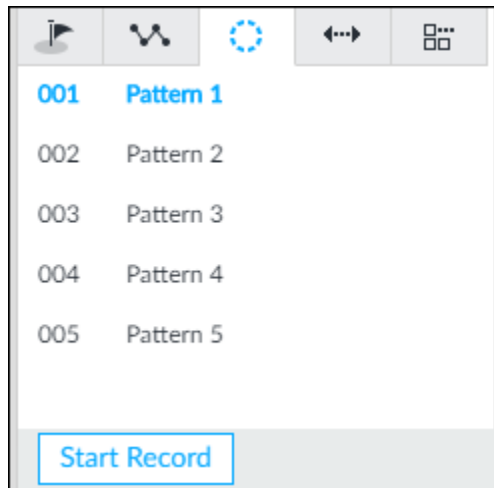 001 Pattern 1
002 Pattern 2
003 Pattern 3
004 Pattern 4
005 Pattern 5
Start Record